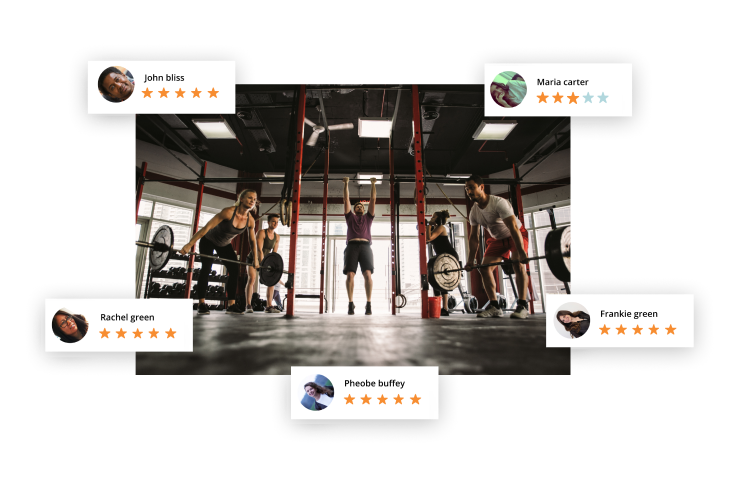 John bliss
Maria carter
Rachel green
Frankie green
Pheobe buffey